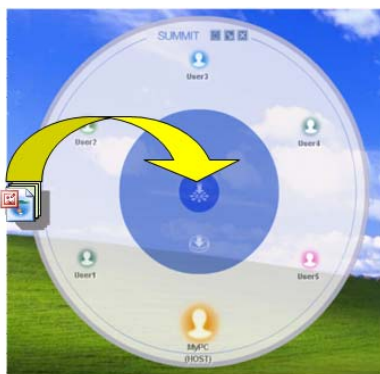 SUMMIT
User3
User2
User4
User1
User5
MyPC
(HOST)